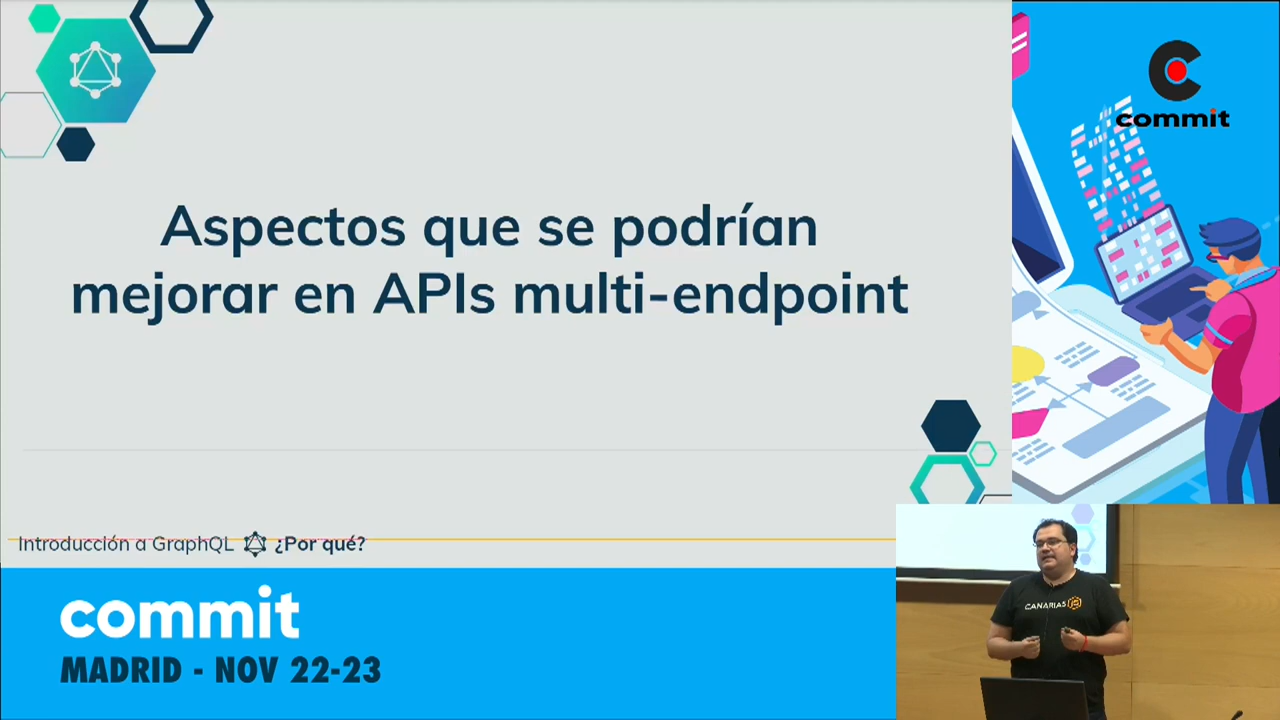 Aspectos que se podrían
mejorar en APIs multi-endpoint
Introducción a GraphQL ¿Por qué?
commit
commit
MADRID - NOV 22-23
CANARIAS JS